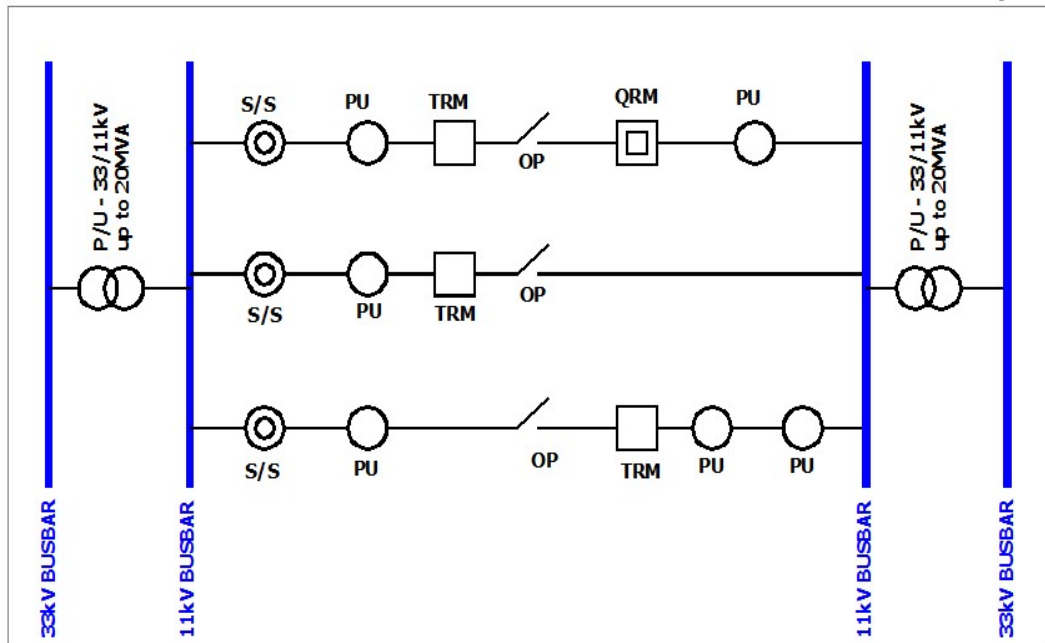 S/S
PU
TRM
OP
QRM
PU
P/U - 33/11kV
up to 20MVA
P/U - 33/11kV
up to 20MVA
S/S
PU
TRM
OP
S/S
PU
OP
TRM
PU
PU
33kV BUSBAR
11kV BUSBAR
11kV BUSBAR
33kV BUSBAR